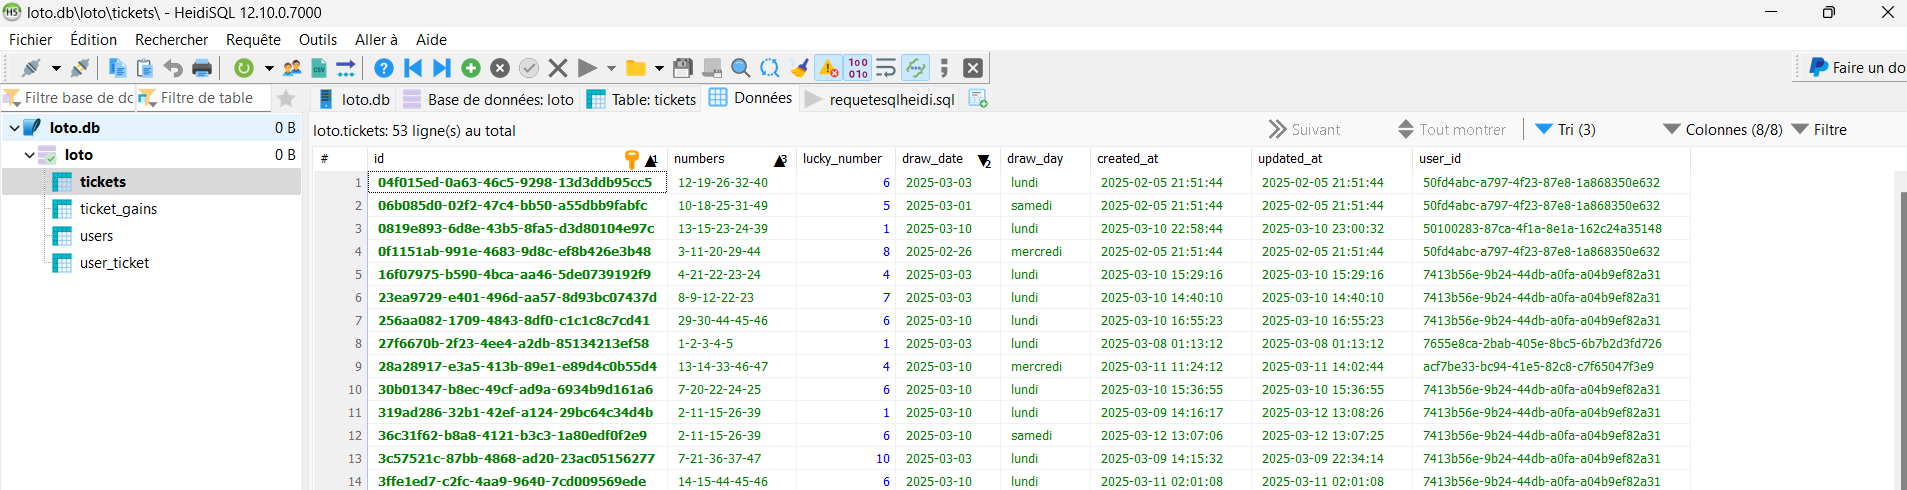 loto.db\loto\tickets\ - HeidiSQL 12.10.0.7000
Fichier Édition Rechercher Requête Outils Aller à Aide
Faire un do
Filtre base de dc Filtre de table loto.db Base de données: loto Table: tickets Données requetesqlheidi.sql
loto.db 0 B
loto 0 B
tickets
ticket_gains
users
user_ticket
loto.tickets: 53 ligne(s) au total Suivant Tout montrer Tri (3) Colonnes (8/8) Filtre
# id 1 numbers 3 lucky_number draw_date 2 draw_day created_at updated_at user_id
1 04f015ed-0a63-46c5-9298-13d3ddb95cc5 12-19-26-32-40 6 2025-03-03 lundi 2025-02-05 21:51:44 2025-02-05 21:51:44 50fd4abc-a797-4f23-87e8-1a868350e632
2 06b085d0-02f2-47c4-bb50-a55dbb9fabfc 10-18-25-31-49 5 2025-03-01 samedi 2025-02-05 21:51:44 2025-02-05 21:51:44 50fd4abc-a797-4f23-87e8-1a868350e632
3 0819e893-6d8e-43b5-8fa5-d3d80104e97c 13-15-23-24-39 1 2025-03-10 lundi 2025-03-10 22:58:44 2025-03-10 23:00:32 50100283-87ca-4f1a-8e1a-162c24a35148
4 0f1151ab-991e-4683-9d8c-ef8b426e3b48 3-11-20-29-44 8 2025-02-26 mercredi 2025-02-05 21:51:44 2025-02-05 21:51:44 50fd4abc-a797-4f23-87e8-1a868350e632
5 16f07975-b590-4bca-aa46-5de0739192f9 4-21-22-23-24 4 2025-03-03 lundi 2025-03-10 15:29:16 2025-03-10 15:29:16 7413b56e-9b24-44db-a0fa-a04b9ef82a31
6 23ea9729-e401-496d-aa57-8d93bc07437d 8-9-12-22-23 7 2025-03-03 lundi 2025-03-10 14:40:10 2025-03-10 14:40:10 7413b56e-9b24-44db-a0fa-a04b9ef82a31
7 256aa082-1709-4843-8df0-c1c1c8c7cd41 29-30-44-45-46 6 2025-03-10 lundi 2025-03-10 16:55:23 2025-03-10 16:55:23 7413b56e-9b24-44db-a0fa-a04b9ef82a31
8 27f6670b-2f23-4ee4-a2db-85134213ef58 1-2-3-4-5 1 2025-03-03 lundi 2025-03-08 01:13:12 2025-03-08 01:13:12 7655e8ca-2bab-405e-8bc5-6b7b2d3fd726
9 28a28917-e3a5-413b-89e1-e89d4c0b55d4 13-14-33-46-47 4 2025-03-10 mercredi 2025-03-11 11:24:12 2025-03-11 14:02:44 acf7be33-bc94-41e5-82c8-c7f65047f3e9
10 30b01347-b8ec-49cf-ad9a-6934b9d161a6 7-20-22-24-25 6 2025-03-10 lundi 2025-03-10 15:36:55 2025-03-10 15:36:55 7413b56e-9b24-44db-a0fa-a04b9ef82a31
11 319ad286-32b1-42ef-a124-29bc64c34d4b 2-11-15-26-39 1 2025-03-10 lundi 2025-03-09 14:16:17 2025-03-12 13:08:26 7413b56e-9b24-44db-a0fa-a04b9ef82a31
12 36c31f62-b8a8-4121-b3c3-1a80edf0f2e9 2-11-15-26-39 6 2025-03-10 samedi 2025-03-12 13:07:06 2025-03-12 13:07:25 7413b56e-9b24-44db-a0fa-a04b9ef82a31
13 3c57521c-87bb-4868-ad20-23ac05156277 7-21-36-37-47 10 2025-03-03 lundi 2025-03-09 14:15:32 2025-03-09 22:34:14 7413b56e-9b24-44db-a0fa-a04b9ef82a31
14 3ffe1ed7-c2fc-4aa9-9640-7cd009569ede 14-15-44-45-46 6 2025-03-10 lundi 2025-03-11 02:01:08 2025-03-11 02:01:08 7413b56e-9b24-44db-a0fa-a04b9ef82a31